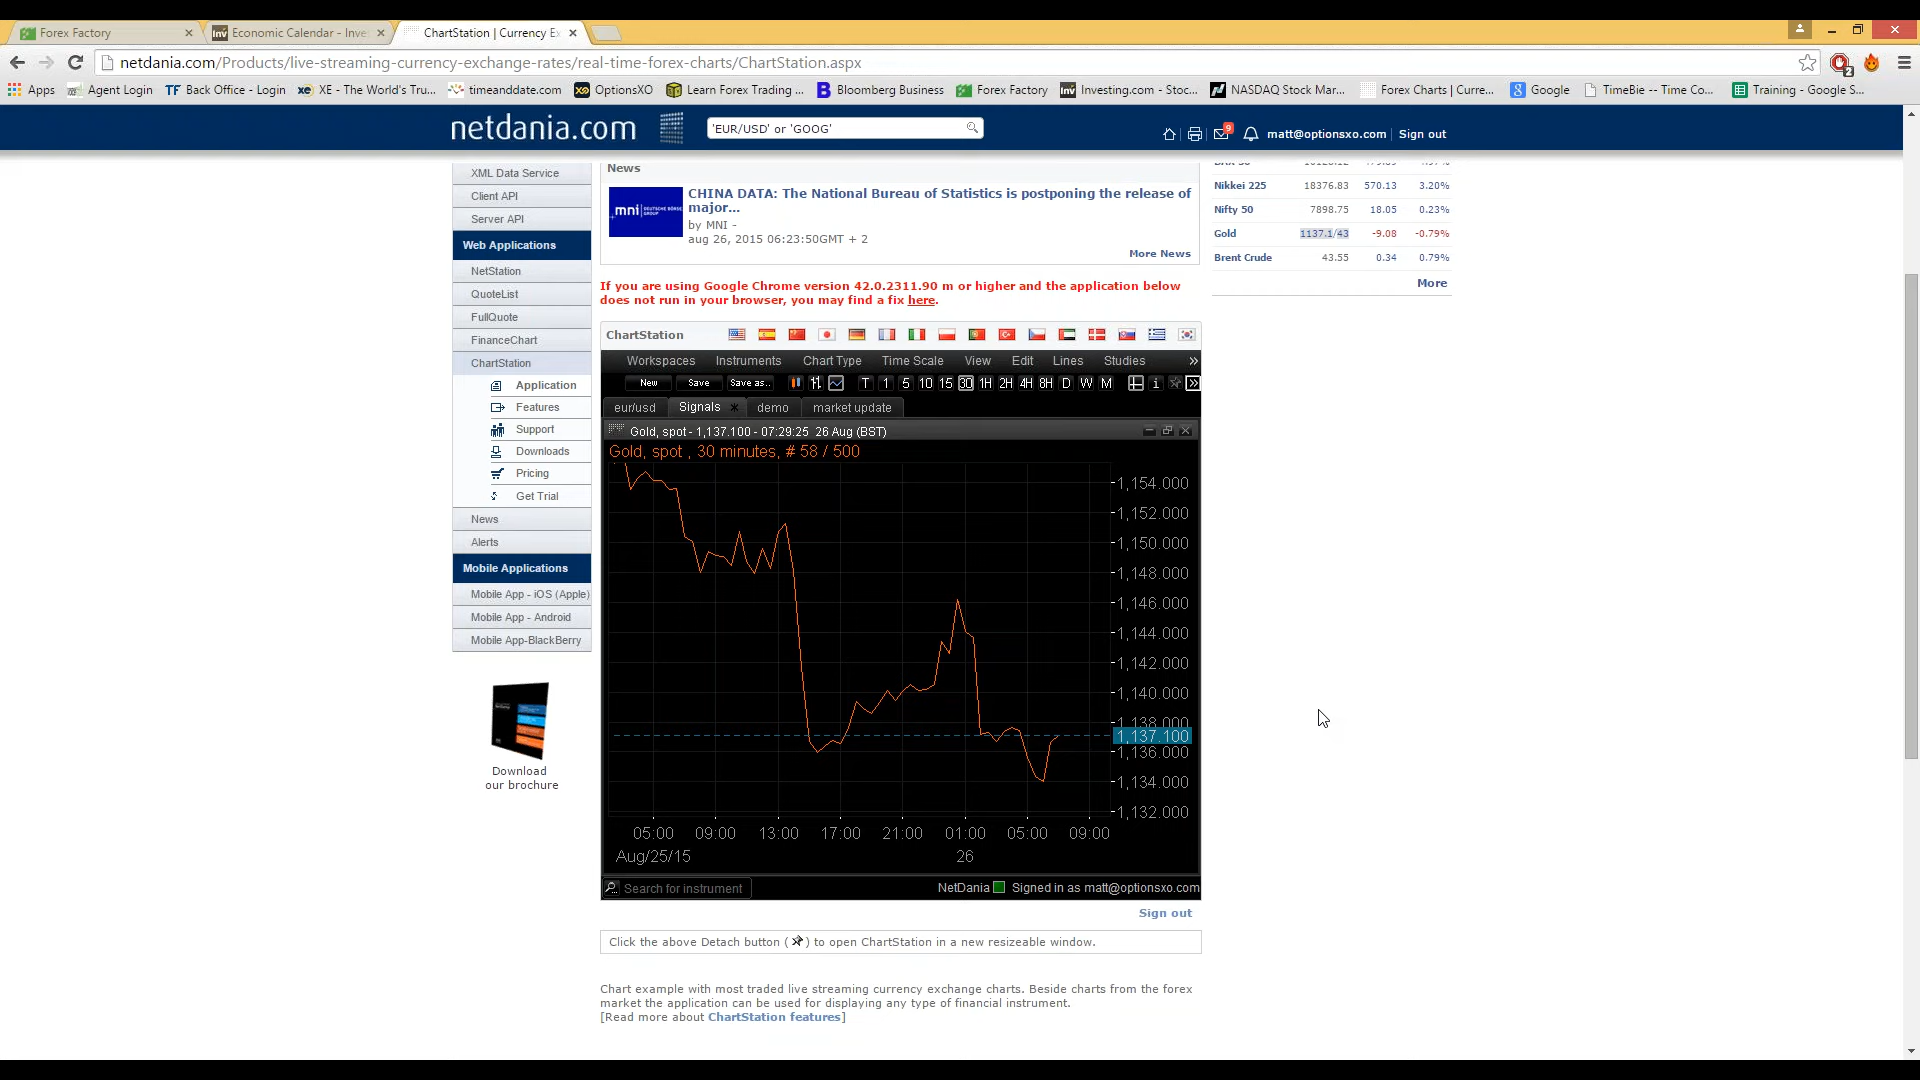 Forex Factory
Economic Calendar - Inve
ChartStation | Currency Ex
netdania.com/Products/live-streaming-currency-exchange-rates/real-time-forex-charts/ChartStation.aspx
2
Apps Agent Login TF Back Office - Login XE - The World's Tru... timeanddate.com OptionsXO Learn Forex Trading ... Bloomberg Business Forex Factory Investing.com - Stoc... NASDAQ Stock Mar... Forex Charts | Curre... Google TimeBie -- Time Co... Training - Google S...
netdania.com
'EUR/USD' or 'GOOG'
9
matt@optionsxo.com Sign out
XML Data Service
Client API
Server API
Web Applications
NetStation
QuoteList
FullQuote
FinanceChart
ChartStation
Application
Features
Support
Downloads
Pricing
Get Trial
News
Alerts
Mobile Applications
Mobile App - iOS (Apple)
Mobile App - Android
Mobile App-BlackBerry
Download
our brochure
News
mni DEUTSCHE BÖRSE GROUP
CHINA DATA: The National Bureau of Statistics is postponing the release of
major...
by MNI -
aug 26, 2015 06:23:50GMT + 2
More News
If you are using Google Chrome version 42.0.2311.90 m or higher and the application below
does not run in your browser, you may find a fix here.
ChartStation
Workspaces Instruments Chart Type Time Scale View Edit Lines Studies »
New Save Save as.. T 1 5 10 15 30 1H 2H 4H 8H D W M i »
eur/usd Signals demo market update
Gold, spot - 1,137.100 - 07:29:25 26 Aug (BST)
Gold, spot , 30 minutes, # 58 / 500
1,154.000
1,152.000
1,150.000
1,148.000
1,146.000
1,144.000
1,142.000
1,140.000
1,138.000
1,137.100
1,136.000
1,134.000
1,132.000
05:00 09:00 13:00 17:00 21:00 01:00 05:00 09:00
Aug/25/15 26
Search for instrument
NetDania Signed in as matt@optionsxo.com
Sign out
Click the above Detach button ( ) to open ChartStation in a new resizeable window.
Chart example with most traded live streaming currency exchange charts. Beside charts from the forex
market the application can be used for displaying any type of financial instrument.
[Read more about ChartStation features]
Nikkei 225 18376.83 570.13 3.20%
Nifty 50 7898.75 18.05 0.23%
Gold 1137.1/43 -9.08 -0.79%
Brent Crude 43.55 0.34 0.79%
More